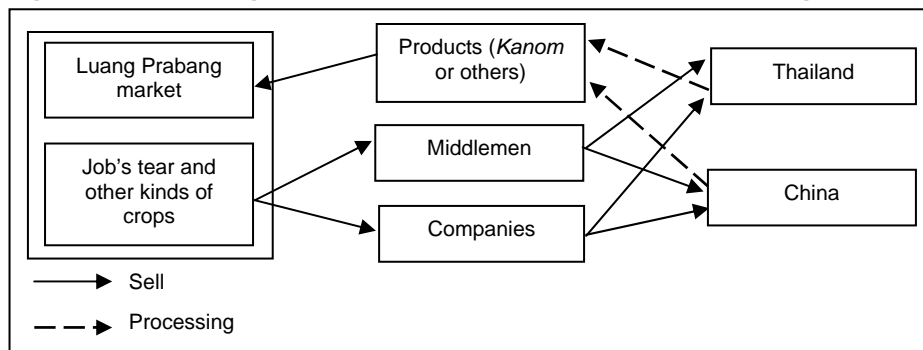 Luang Prabang
market
Job's tear and
other kinds of
crops
Products (Kanom
or others)
Middlemen
Companies
Thailand
China
Sell
Processing